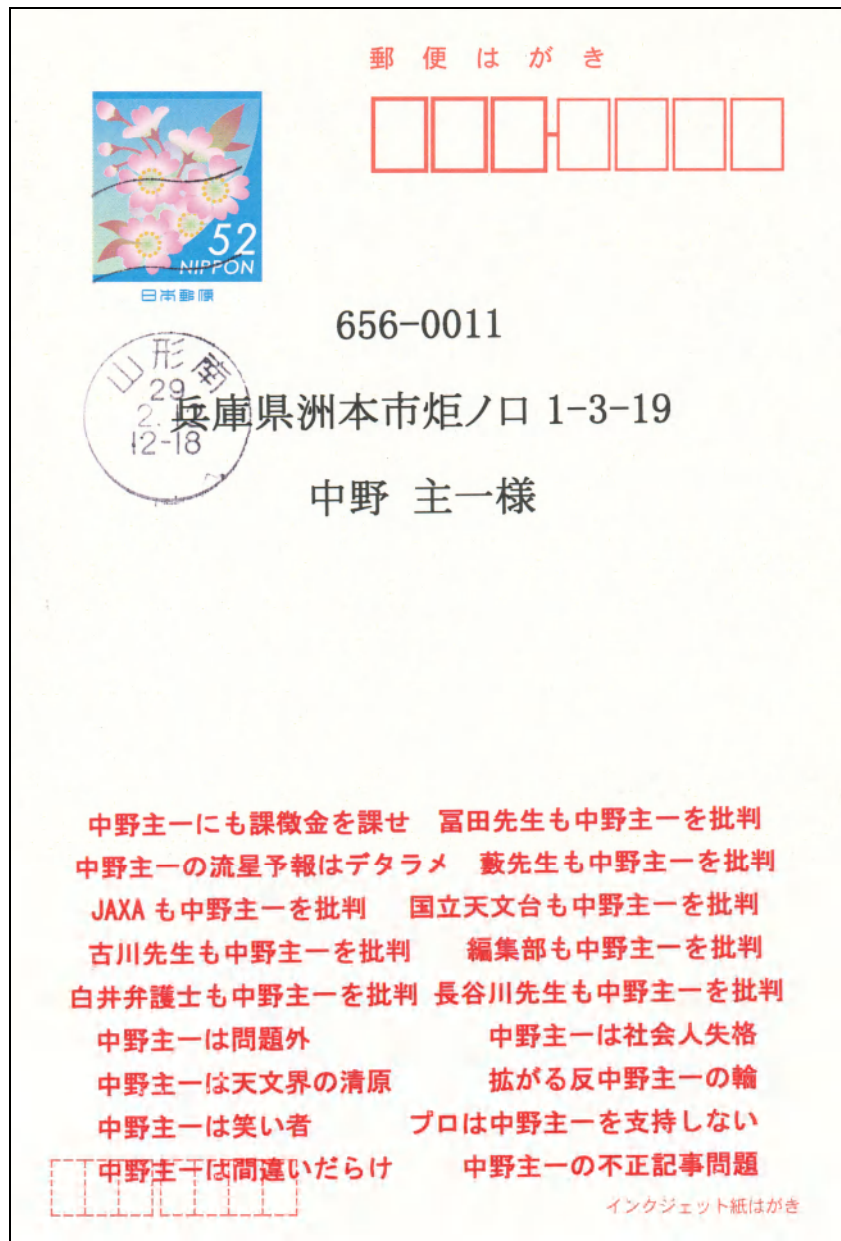 郵便はがき
52
NIPPON
日本郵便
656-0011
山形南
29
2.
12-18
兵庫県洲本市炬ノ口 1-3-19
中野 主一様
中野主一にも課徴金を課せ 冨田先生も中野主一を批判
中野主一の流星予報はデタラメ 藪先生も中野主一を批判
JAXAも中野主一を批判 国立天文台も中野主一を批判
古川先生も中野主一を批判 編集部も中野主一を批判
白井弁護士も中野主一を批判 長谷川先生も中野主一を批判
中野主一は問題外 中野主一は社会人失格
中野主一は天文界の清原 拡がる反中野主一の輪
中野主一は笑い者 プロは中野主一を支持しない
中野主一は間違いだらけ 中野主一の不正記事問題
インクジェット紙はがき